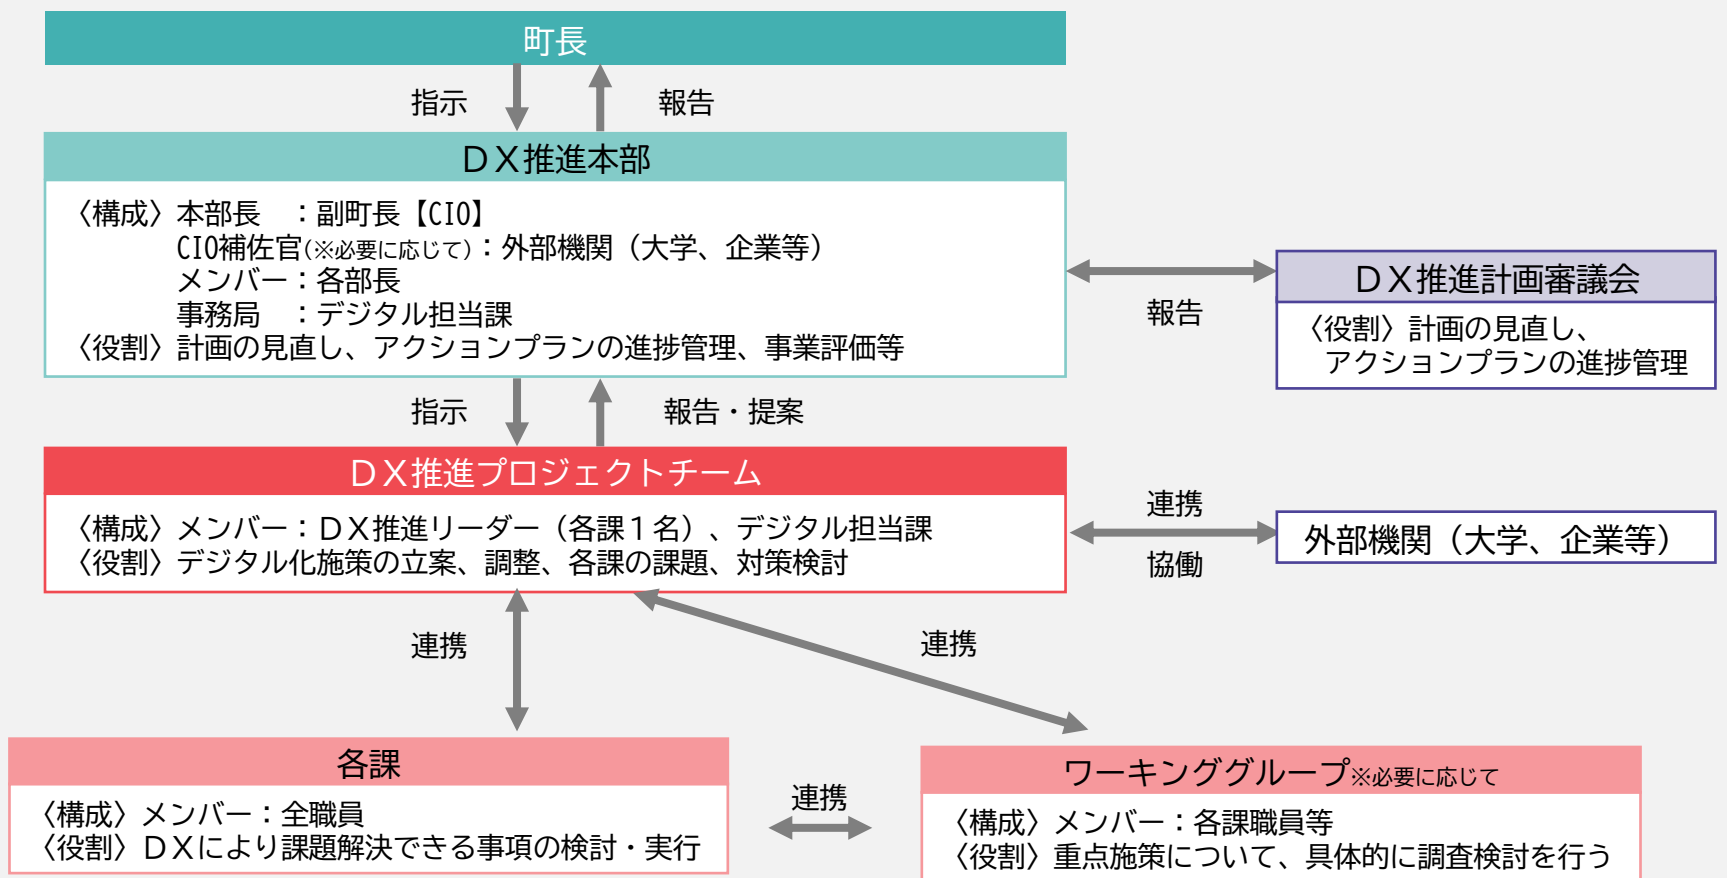 町長
指示
報告
ＤＸ推進本部
〈構成〉本部長　：副町長【CIO】
CIO補佐官(※必要に応じて)：外部機関（大学、企業等）
メンバー：各部長
事務局　：デジタル担当課
〈役割〉計画の見直し、アクションプランの進捗管理、事業評価等
報告
ＤＸ推進計画審議会
〈役割〉計画の見直し、
アクションプランの進捗管理
指示
報告・提案
ＤＸ推進プロジェクトチーム
〈構成〉メンバー：ＤＸ推進リーダー（各課１名）、デジタル担当課
〈役割〉デジタル化施策の立案、調整、各課の課題、対策検討
連携
協働
外部機関（大学、企業等）
連携
連携
各課
〈構成〉メンバー：全職員
〈役割〉ＤＸにより課題解決できる事項の検討・実行
連携
ワーキンググループ※必要に応じて
〈構成〉メンバー：各課職員等
〈役割〉重点施策について、具体的に調査検討を行う